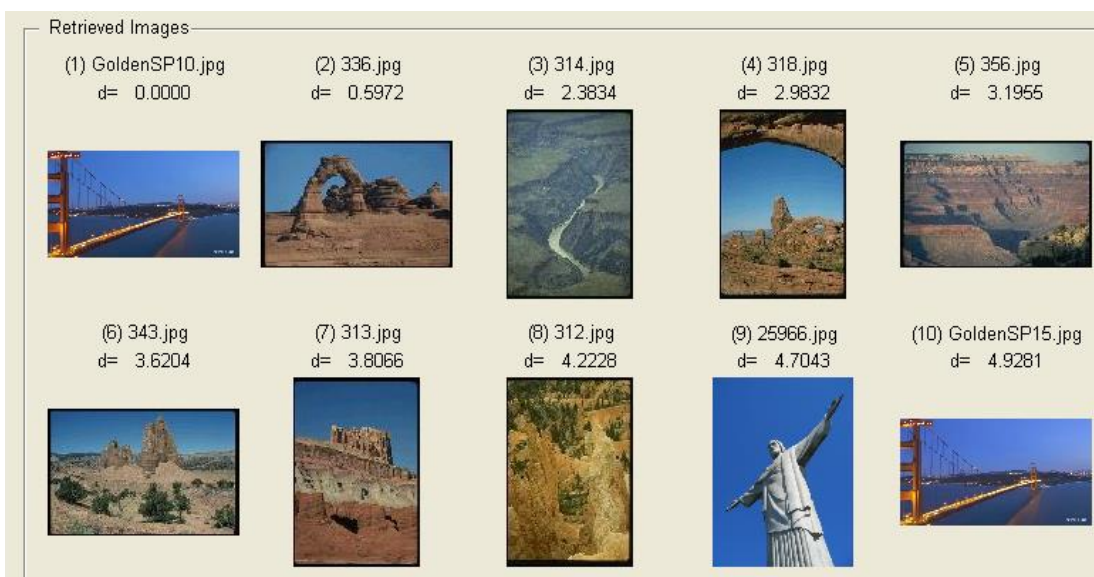 Retrieved Images
(1) GoldenSP10.jpg
d= 0.0000
(2) 336.jpg
d= 0.5972
(3) 314.jpg
d= 2.3834
(4) 318.jpg
d= 2.9832
(5) 356.jpg
d= 3.1955
(6) 343.jpg
d= 3.6204
(7) 313.jpg
d= 3.8066
(8) 312.jpg
d= 4.2228
(9) 25966.jpg
d= 4.7043
(10) GoldenSP15.jpg
d= 4.9281